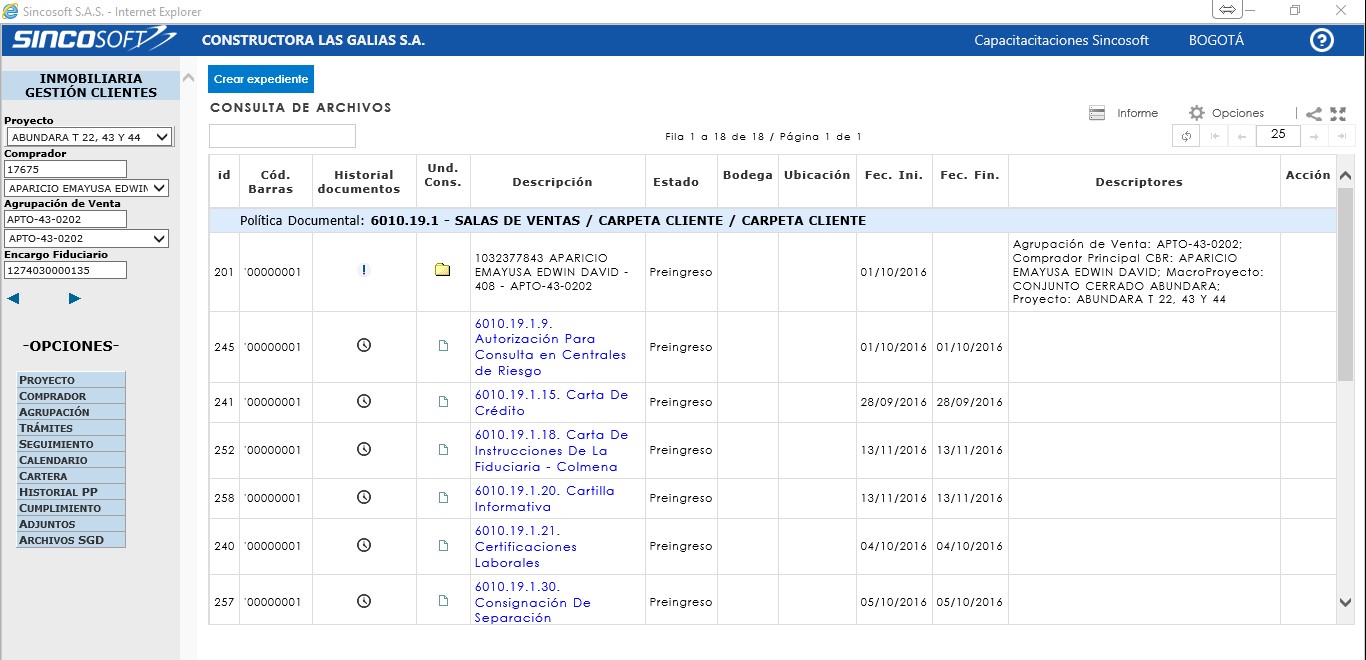 Sincosoft S.A.S. - Internet Explorer
SINCOSOFT CONSTRUCTORA LAS GALIAS S.A. Capacitacitaciones Sincosoft BOGOTÁ ?
INMOBILIARIA
GESTIÓN CLIENTES
Proyecto
ABUNDARA T 22, 43 Y 44
Comprador
17675
APARICIO EMAYUSA EDWIN
Agrupación de Venta
APTO-43-0202
APTO-43-0202
Encargo Fiduciario
1274030000135
-OPCIONES-
PROYECTO
COMPRADOR
AGRUPACIÓN
TRÁMITES
SEGUIMIENTO
CALENDARIO
CARTERA
HISTORIAL PP
CUMPLIMIENTO
ADJUNTOS
ARCHIVOS SGD
Crear expediente
CONSULTA DE ARCHIVOS
Informe Opciones
Fila 1 a 18 de 18 / Página 1 de 1
25
id Cód. Barras Historial documentos Und. Cons. Descripción Estado Bodega Ubicación Fec. Ini. Fec. Fin. Descriptores Acción
Política Documental: 6010.19.1 - SALAS DE VENTAS / CARPETA CLIENTE / CARPETA CLIENTE
201 '00000001 ! 1032377843 APARICIO
EMAYUSA EDWIN DAVID -
408 - APTO-43-0202
Preingreso 01/10/2016
Agrupación de Venta: APTO-43-0202;
Comprador Principal CBR: APARICIO
EMAYUSA EDWIN DAVID; MacroProyecto:
CONJUNTO CERRADO ABUNDARA;
Proyecto: ABUNDARA T 22, 43 Y 44
245 '00000001
6010.19.1.9.
Autorización Para
Consulta en Centrales
de Riesgo
Preingreso 01/10/2016 01/10/2016
241 '00000001
6010.19.1.15. Carta De
Crédito
Preingreso 28/09/2016 28/09/2016
252 '00000001
6010.19.1.18. Carta De
Instrucciones De La
Fiduciaria - Colmena
Preingreso 13/11/2016 13/11/2016
258 '00000001
6010.19.1.20. Cartilla
Informativa
Preingreso 13/11/2016 13/11/2016
240 '00000001
6010.19.1.21.
Certificaciones
Laborales
Preingreso 04/10/2016 04/10/2016
257 '00000001
6010.19.1.30.
Consignación De
Separación
Preingreso 05/10/2016 05/10/2016